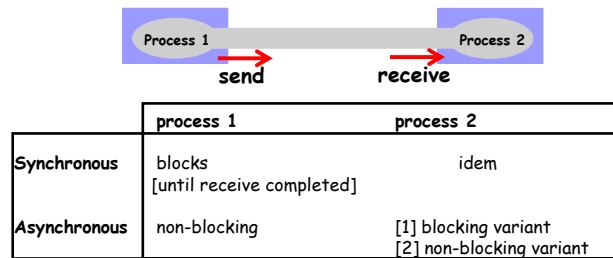 Process 1 Process 2
send receive
process 1 process 2
Synchronous blocks idem
[until receive completed]
Asynchronous non-blocking [1] blocking variant
[2] non-blocking variant